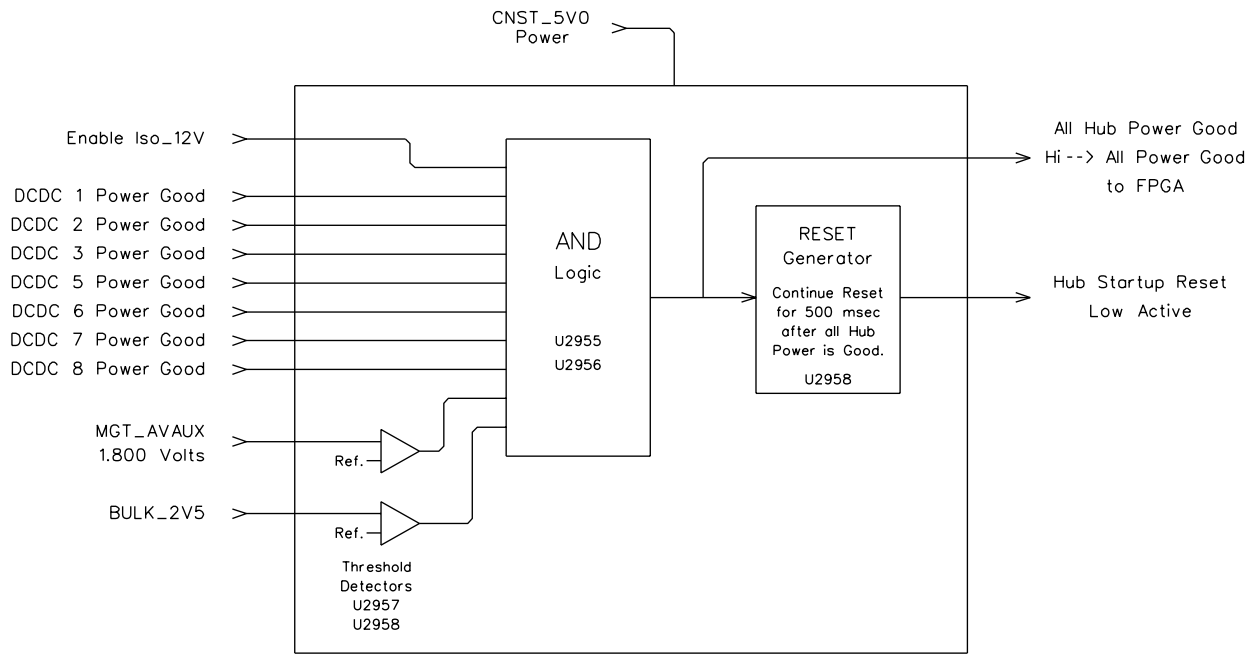 CNST_5V0
Power
Enable Iso_12V
DCDC 1 Power Good
DCDC 2 Power Good
DCDC 3 Power Good
DCDC 5 Power Good
DCDC 6 Power Good
DCDC 7 Power Good
DCDC 8 Power Good
MGT_AVAUX
1.800 Volts
BULK_2V5
Ref.
Ref.
Threshold
Detectors
U2957
U2958
AND
Logic
U2955
U2956
RESET
Generator
Continue Reset
for 500 msec
after all Hub
Power is Good.
U2958
All Hub Power Good
Hi --> All Power Good
to FPGA
Hub Startup Reset
Low Active